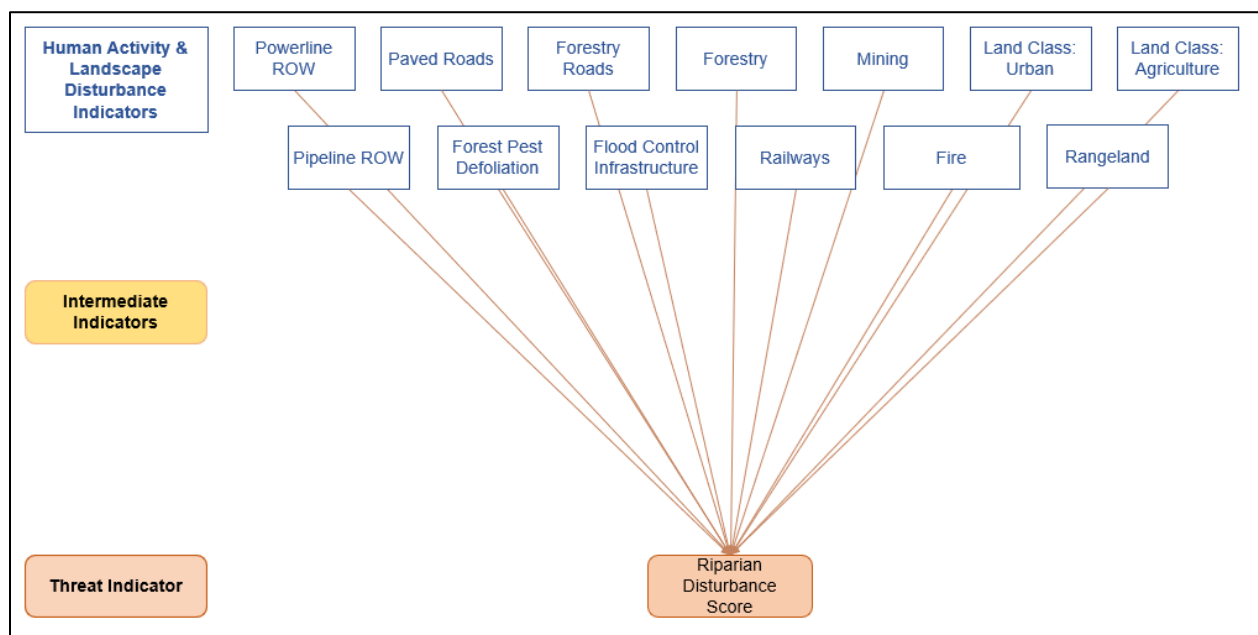 Human Activity &
Landscape
Disturbance
Indicators
Powerline
ROW
Paved Roads
Forestry
Roads
Forestry
Mining
Land Class:
Urban
Land Class:
Agriculture
Pipeline ROW
Forest Pest
Defoliation
Flood Control
Infrastructure
Railways
Fire
Rangeland
Intermediate
Indicators
Threat Indicator
Riparian
Disturbance
Score